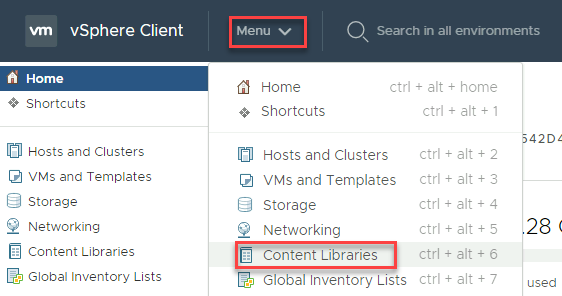 vm vSphere Client Menu Search in all environments
Home
Shortcuts
Hosts and Clusters
VMs and Templates
Storage
Networking
Content Libraries
Global Inventory Lists
Home ctrl + alt + home
Shortcuts ctrl + alt + 1
Hosts and Clusters ctrl + alt + 2
VMs and Templates ctrl + alt + 3
Storage ctrl + alt + 4
Networking ctrl + alt + 5
Content Libraries ctrl + alt + 6
Global Inventory Lists ctrl + alt + 7
542D4
.28 G
used